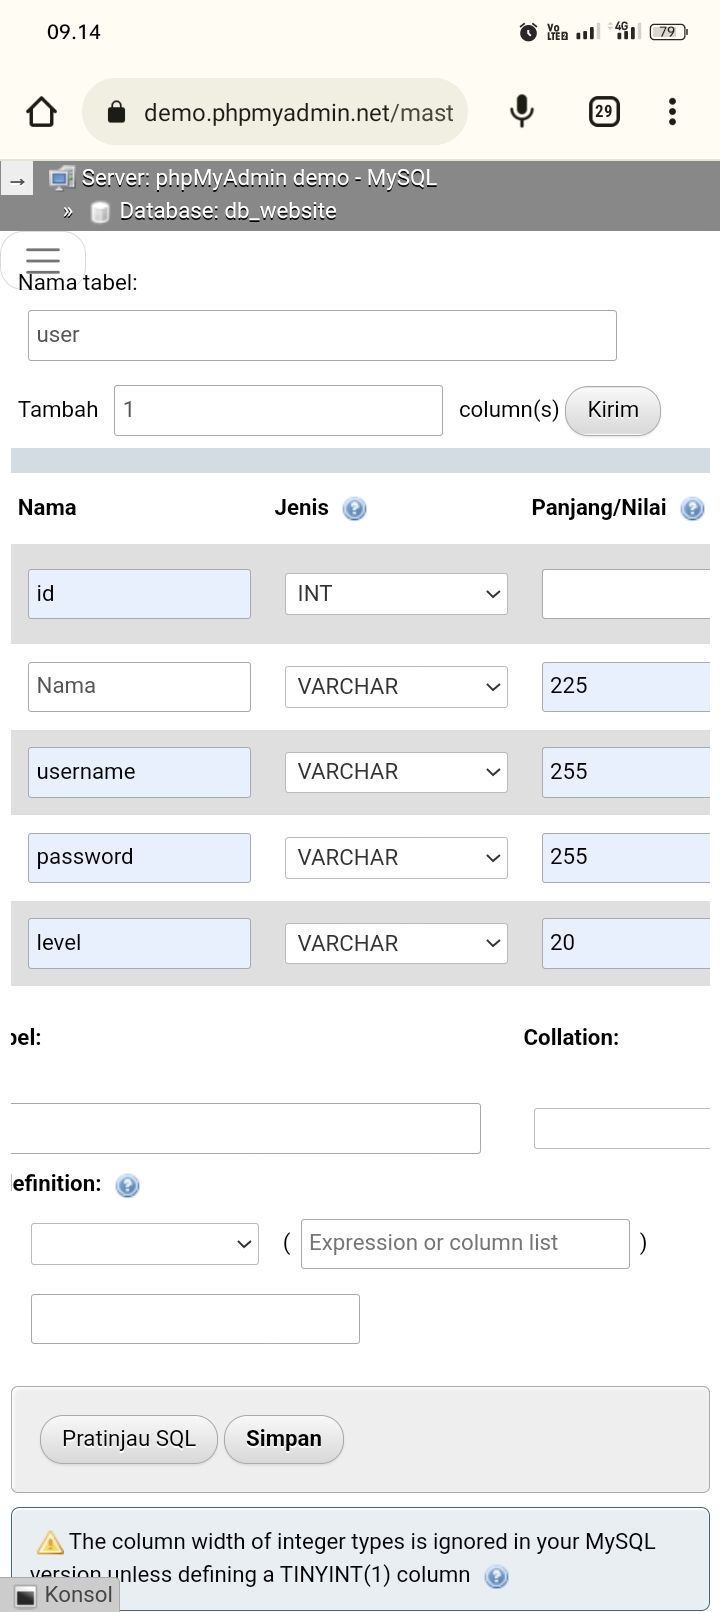 09.14
Vo LTE2 4G 79
demo.phpmyadmin.net/mast
29
→ Server: phpMyAdmin demo - MySQL
» Database: db_website
Nama tabel:
user
Tambah 1 column(s) Kirim
Nama Jenis Panjang/Nilai
id INT
Nama VARCHAR 225
username VARCHAR 255
password VARCHAR 255
level VARCHAR 20
bel: Collation:
efinition:
( Expression or column list )
Pratinjau SQL Simpan
The column width of integer types is ignored in your MySQL
version unless defining a TINYINT(1) column
Konsol